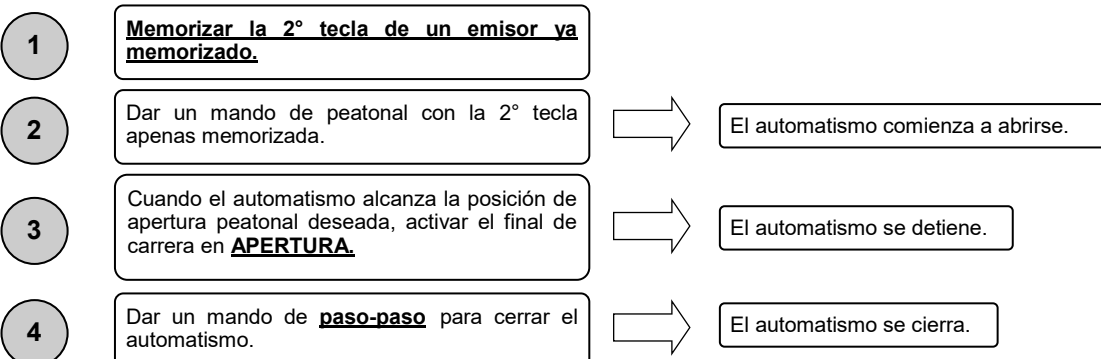 1
Memorizar la 2° tecla de un emisor ya
memorizado.
2
Dar un mando de peatonal con la 2° tecla
apenas memorizada.
El automatismo comienza a abrirse.
3
Cuando el automatismo alcanza la posición de
apertura peatonal deseada, activar el final de
carrera en APERTURA.
El automatismo se detiene.
4
Dar un mando de paso-paso para cerrar el
automatismo.
El automatismo se cierra.